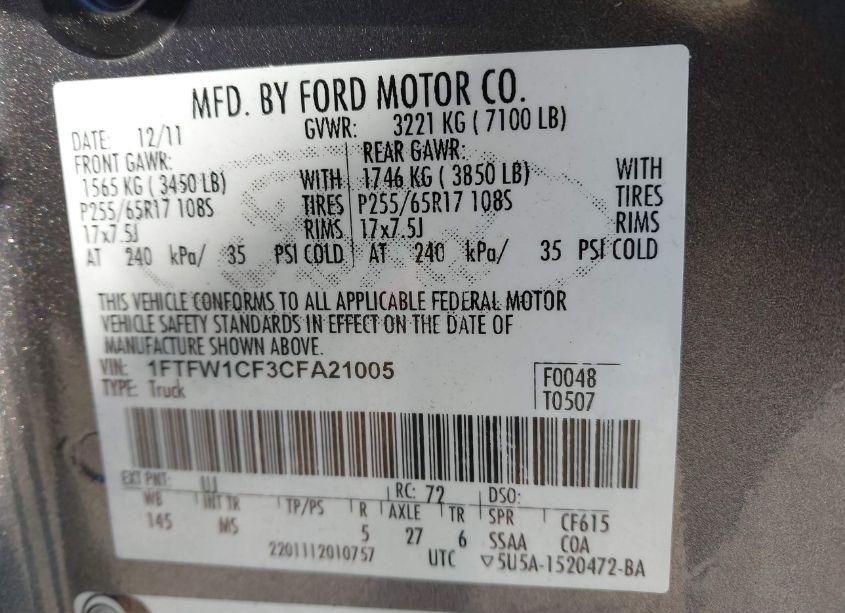 MFD. BY FORD MOTOR CO.
DATE: 12/11 GVWR: 3221 KG ( 7100 LB)
FRONT GAWR: REAR GAWR:
1565 KG ( 3450 LB) WITH 1746 KG ( 3850 LB) WITH
P255/65R17 108S TIRES P255/65R17 108S TIRES
17x7.5J RIMS 17x7.5J RIMS
AT 240 kPa/ 35 PSI COLD AT 240 kPa/ 35 PSI COLD
THIS VEHICLE CONFORMS TO ALL APPLICABLE FEDERAL MOTOR
VEHICLE SAFETY STANDARDS IN EFFECT ON THE DATE OF
MANUFACTURE SHOWN ABOVE.
VIN: 1FTFW1CF3CFA21005
TYPE: Truck
F0048
T0507
EXT PNT: UJ RC: 72 DSO:
WB INT TR TP/PS R AXLE TR SPR CF615
145 MS 5 27 6 SSAA COA
2201112010757 UTC ▽5U5A-1520472-BA